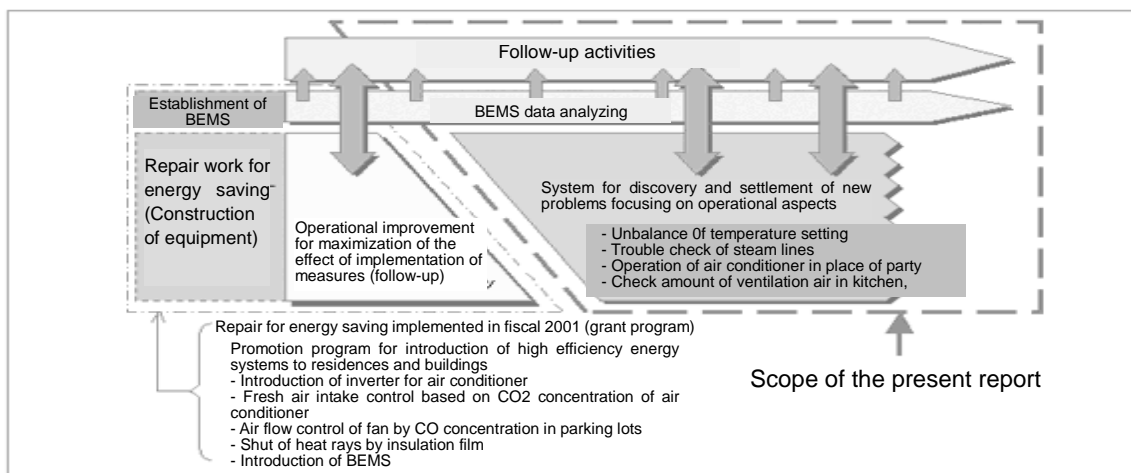 Follow-up activities
Establishment of
BEMS
BEMS data analyzing
Repair work for
energy saving
(Construction
of equipment)
Operational improvement
for maximization of the
effect of implementation of
measures (follow-up)
System for discovery and settlement of new
problems focusing on operational aspects
- Unbalance 0f temperature setting
- Trouble check of steam lines
- Operation of air conditioner in place of party
- Check amount of ventilation air in kitchen,
Repair for energy saving implemented in fiscal 2001 (grant program)
Promotion program for introduction of high efficiency energy
systems to residences and buildings
- Introduction of inverter for air conditioner
- Fresh air intake control based on CO2 concentration of air
conditioner
- Air flow control of fan by CO concentration in parking lots
- Shut of heat rays by insulation film
- Introduction of BEMS
Scope of the present report